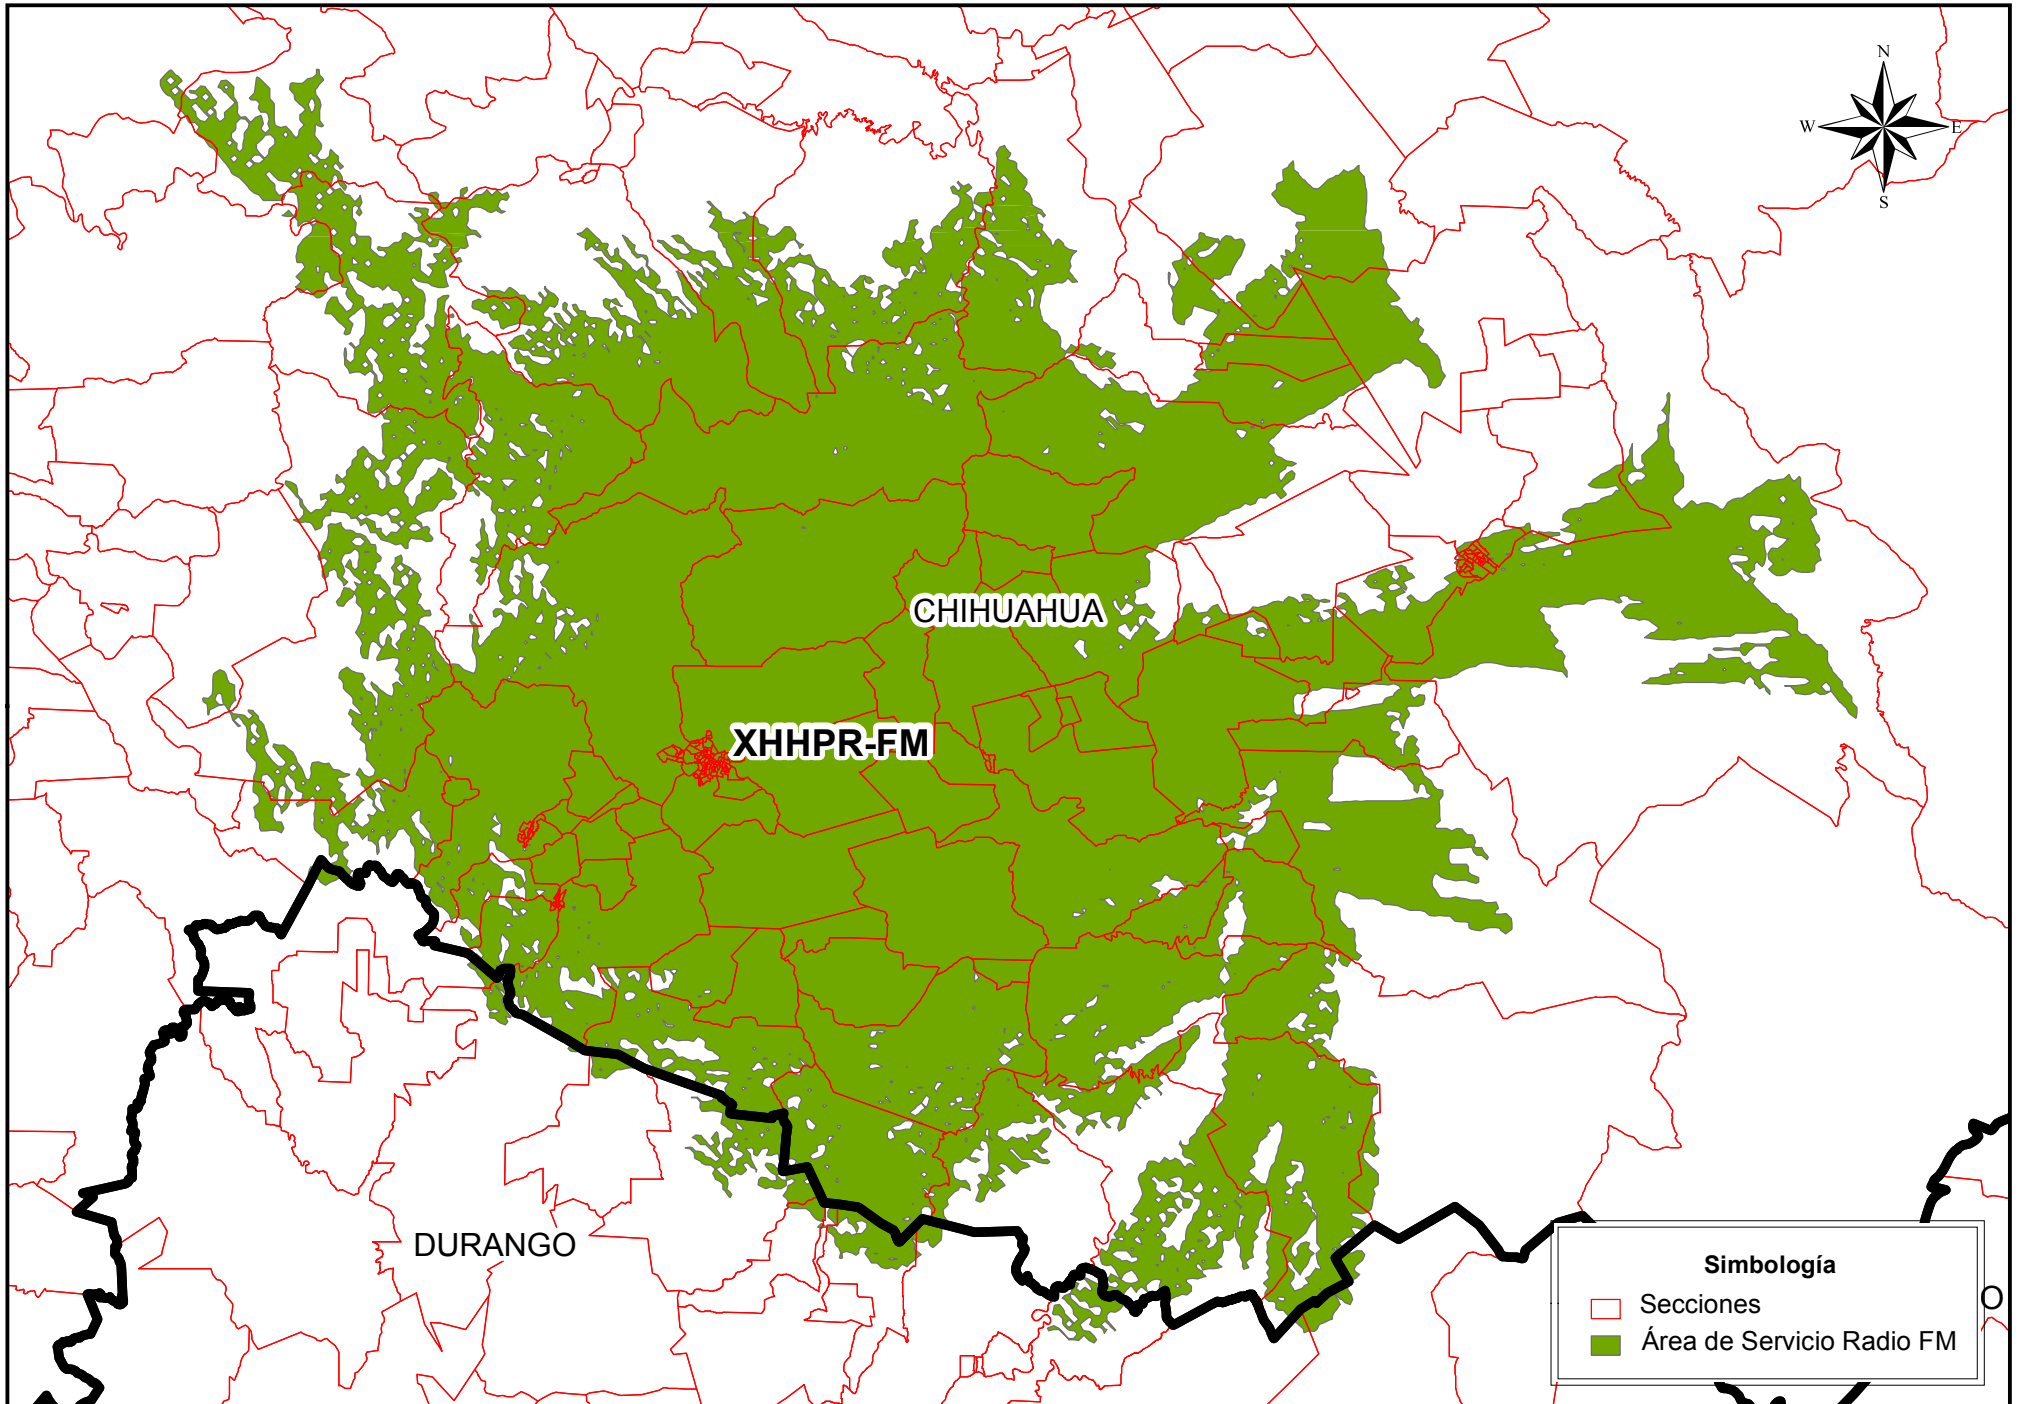 N
W E
S
CHIHUAHUA
XHHPR-FM
DURANGO
Simbología
Secciones
Área de Servicio Radio FM
O